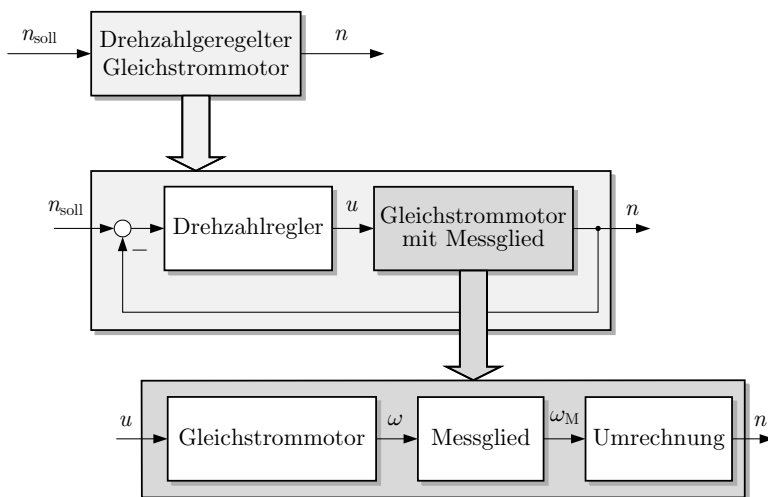 n_soll
Drehzahlgeregelter
Gleichstrommotor
n
n_soll
−
Drehzahlregler
u
Gleichstrommotor
mit Messglied
n
u
Gleichstrommotor
ω
Messglied
ω_M
Umrechnung
n